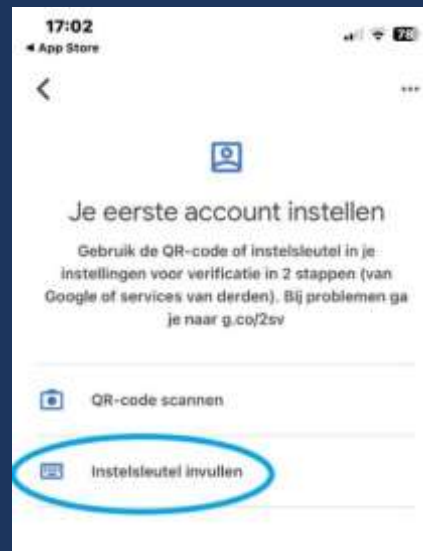 17:02
78
◀ App Store
Je eerste account instellen
Gebruik de QR-code of instelsleutel in je
instellingen voor verificatie in 2 stappen (van
Google of services van derden). Bij problemen ga
je naar g.co/2sv
QR-code scannen
Instelsleutel invullen